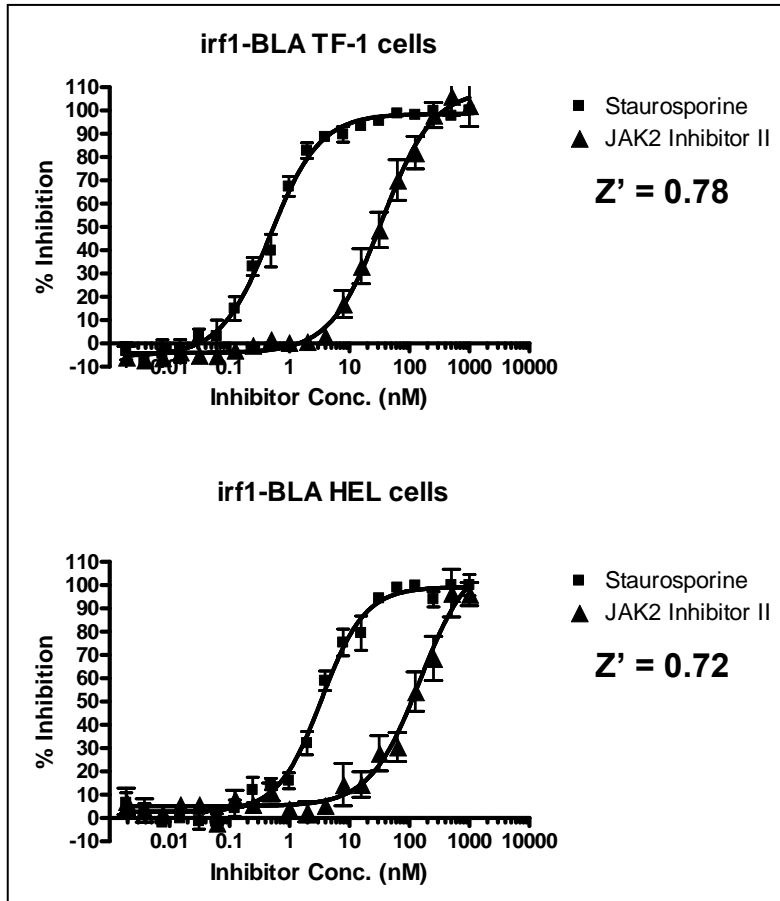 irf1-BLA TF-1 cells
110
100
90
80
70
60
50
40
30
20
10
0
-10
% Inhibition
0.01 0.1 1 10 100 1000 10000
Inhibitor Conc. (nM)
Staurosporine
JAK2 Inhibitor II
Z' = 0.78
irf1-BLA HEL cells
110
100
90
80
70
60
50
40
30
20
10
0
-10
% Inhibition
0.01 0.1 1 10 100 1000 10000
Inhibitor Conc. (nM)
Staurosporine
JAK2 Inhibitor II
Z' = 0.72